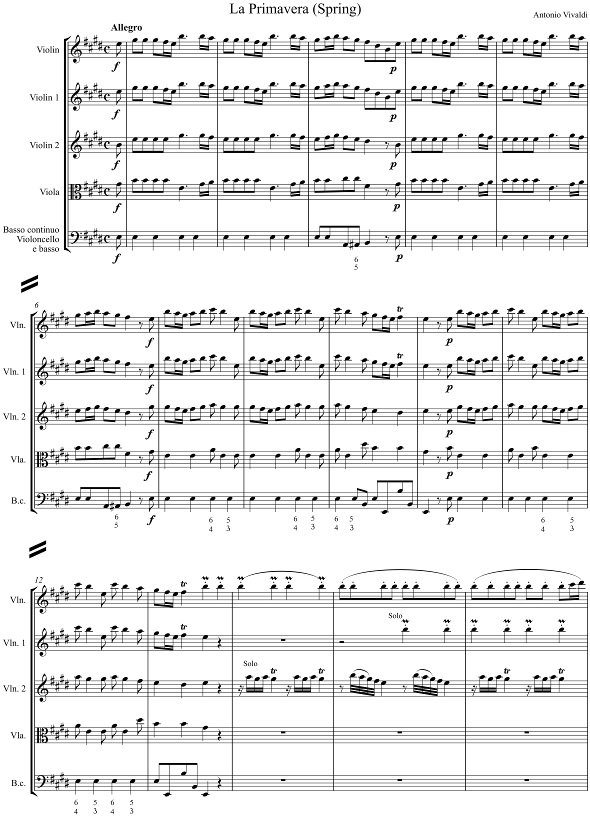 La Primavera (Spring)
Antonio Vivaldi
Allegro
Violin
f
p
Violin 1
f
p
Violin 2
f
p
Viola
f
p
Basso continuo
Violoncello
e basso
f
p
6
5
6
Vln.
tr
f
p
Vln. 1
tr
f
p
Vln. 2
f
p
Vla.
f
p
B.c.
f
p
6 6 5 6 5 6 5 6 5
5 4 3 4 3 4 3 4 3
12
Vln.
tr
Solo
Vln. 1
tr
Solo
Vln. 2
tr tr tr tr
Vla.
B.c.
6 5 6 5
4 3 4 3